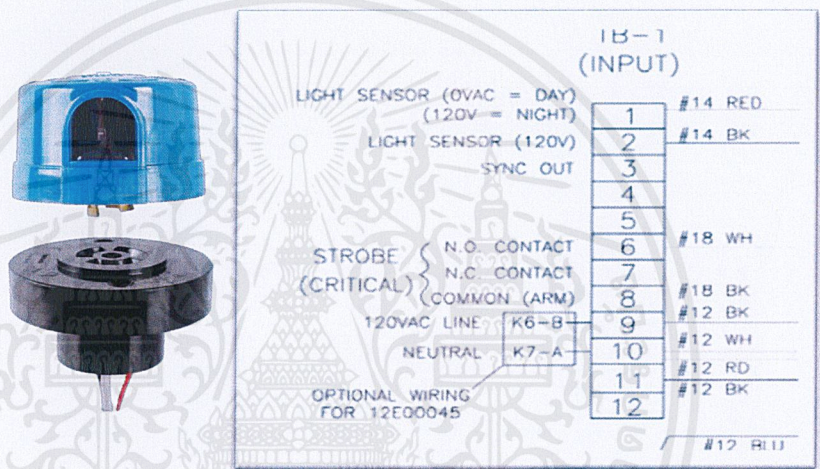 TB-1
(INPUT)
LIGHT SENSOR (0VAC = DAY)
(120V = NIGHT)
1
#14 RED
LIGHT SENSOR (120V)
2
#14 BK
SYNC OUT
3
4
5
STROBE
(CRITICAL)
N.O. CONTACT
6
#18 WH
N.C. CONTACT
7
COMMON (ARM)
8
#18 BK
120VAC LINE
K6-B
9
#12 BK
NEUTRAL
K7-A
10
#12 WH
11
#12 RD
#12 BK
12
OPTIONAL WIRING
FOR 12E00045
#12 BLU